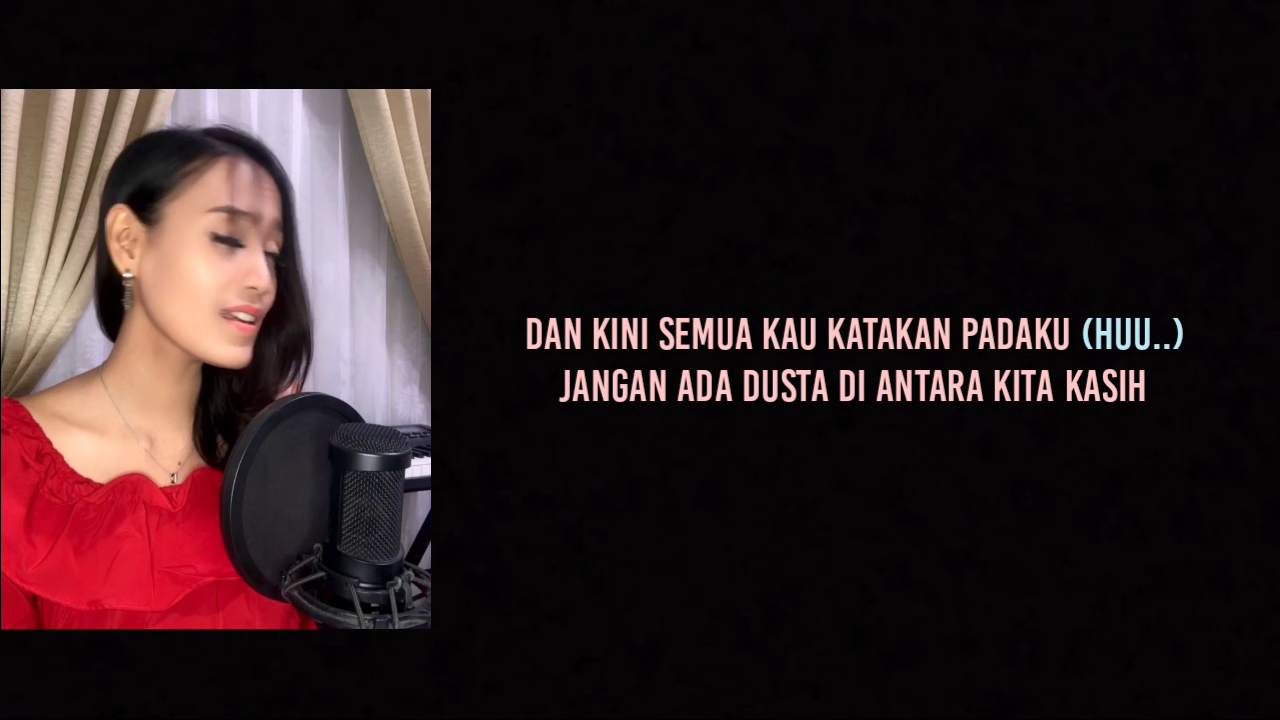 DAN KINI SEMUA KAU KATAKAN PADAKU (HUU..)
JANGAN ADA DUSTA DI ANTARA KITA KASIH